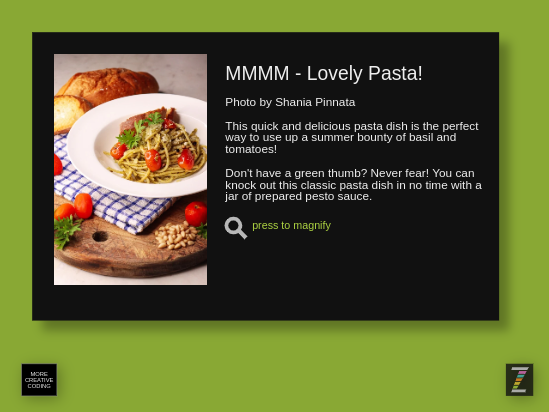 MMMM - Lovely Pasta!
Photo by Shania Pinnata
This quick and delicious pasta dish is the perfect
way to use up a summer bounty of basil and
tomatoes!
Don't have a green thumb? Never fear! You can
knock out this classic pasta dish in no time with a
jar of prepared pesto sauce.
press to magnify
MORE
CREATIVE
CODING
Z